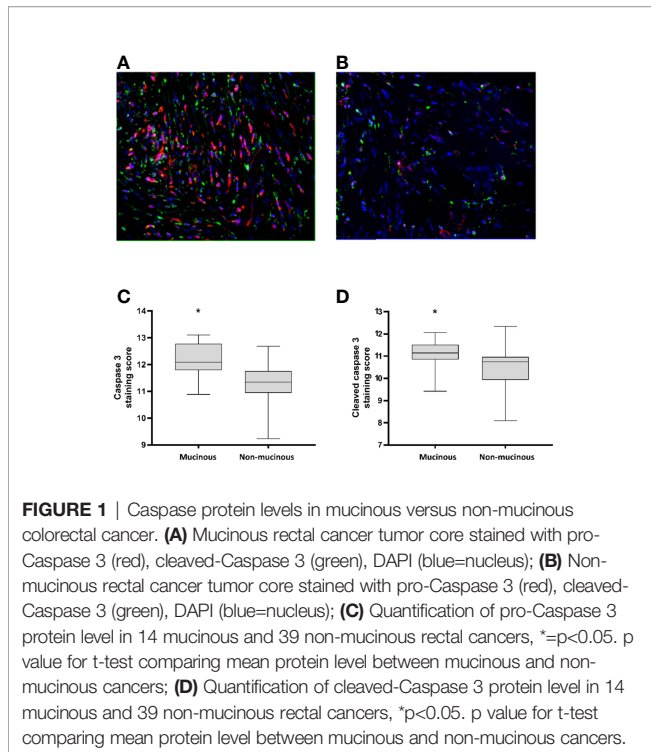 A
B
C
D
*
*
14
13
12
11
10
9
Caspase 3
staining score
Mucinous
Non-mucinous
13
12
11
10
9
8
7
Cleaved caspase 3
staining score
Mucinous
Non-mucinous
FIGURE 1 | Caspase protein levels in mucinous versus non-mucinous
colorectal cancer. (A) Mucinous rectal cancer tumor core stained with pro-
Caspase 3 (red), cleaved-Caspase 3 (green), DAPI (blue=nucleus); (B) Non-
mucinous rectal cancer tumor core stained with pro-Caspase 3 (red), cleaved-
Caspase 3 (green), DAPI (blue=nucleus); (C) Quantification of pro-Caspase 3
protein level in 14 mucinous and 39 non-mucinous rectal cancers, *=p<0.05. p
value for t-test comparing mean protein level between mucinous and non-
mucinous cancers; (D) Quantification of cleaved-Caspase 3 protein level in 14
mucinous and 39 non-mucinous rectal cancers, *p<0.05. p value for t-test
comparing mean protein level between mucinous and non-mucinous cancers.